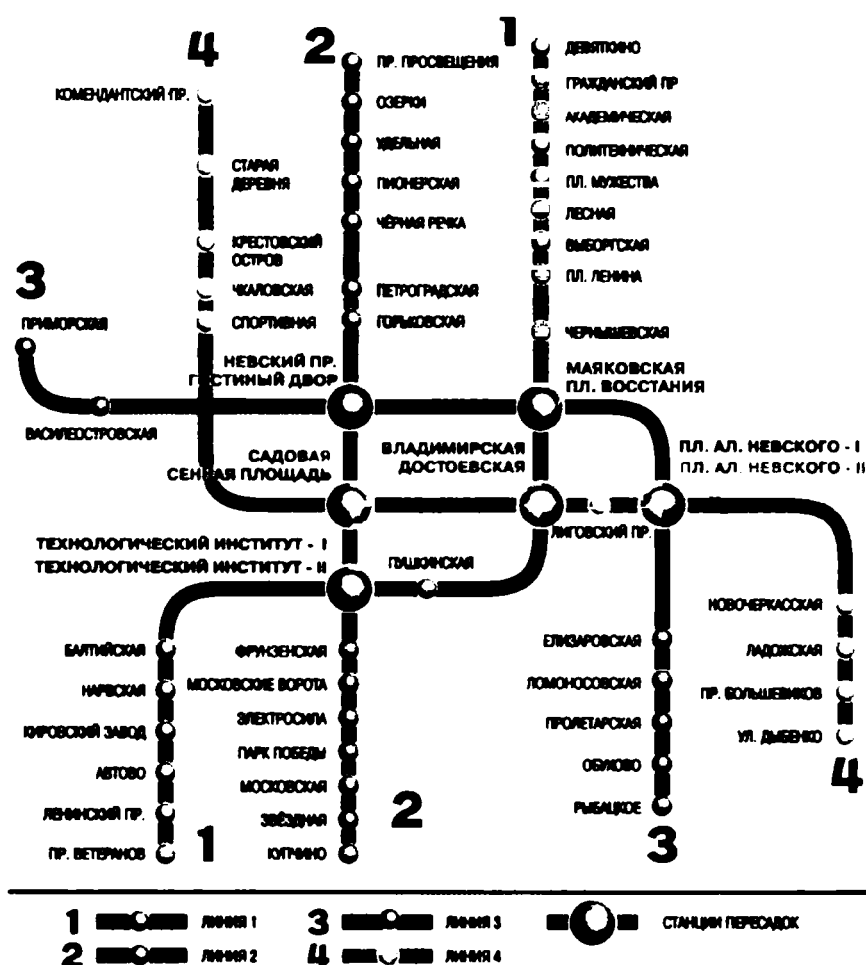 4
2
1
ПР. ПРОСВЕЩЕНИЯ
ДЕВЯТКИНО
КОМЕНДАНТСКИЙ ПР.
ОЗЕРКИ
ГРАЖДАНСКИЙ ПР
АКАДЕМИЧЕСКАЯ
УДЕЛЬНАЯ
ПОЛИТЕХНИЧЕСКАЯ
СТАРАЯ
ДЕРЕВНЯ
ПИОНЕРСКАЯ
ПЛ. МУЖЕСТВА
ЧЁРНАЯ РЕЧКА
ЛЕСНАЯ
КРЕСТОВСКИЙ
ОСТРОВ
ВЫБОРГСКАЯ
3
ЧКАЛОВСКАЯ
ПЕТРОГРАДСКАЯ
ПЛ. ЛЕНИНА
ПРИМОРСКАЯ
СПОРТИВНАЯ
ГОРЬКОВСКАЯ
ЧЕРНЫШЕВСКАЯ
НЕВСКИЙ ПР.
ГОСТИНЫЙ ДВОР
МАЯКОВСКАЯ
ПЛ. ВОССТАНИЯ
ВАСИЛЕОСТРОВСКАЯ
САДОВАЯ
СЕННАЯ ПЛОЩАДЬ
ВЛАДИМИРСКАЯ
ДОСТОЕВСКАЯ
ПЛ. АЛ. НЕВСКОГО - I
ПЛ. АЛ. НЕВСКОГО - II
ЛИГОВСКИЙ ПР.
ТЕХНОЛОГИЧЕСКИЙ ИНСТИТУТ - I
ТЕХНОЛОГИЧЕСКИЙ ИНСТИТУТ - II
ПУШКИНСКАЯ
НОВОЧЕРКАССКАЯ
БАЛТИЙСКАЯ
ФРУНЗЕНСКАЯ
ЕЛИЗАРОВСКАЯ
ЛАДОЖСКАЯ
НАРВСКАЯ
МОСКОВСКИЕ ВОРОТА
ЛОМОНОСОВСКАЯ
ПР. БОЛЬШЕВИКОВ
КИРОВСКИЙ ЗАВОД
ЭЛЕКТРОСИЛА
ПРОЛЕТАРСКАЯ
УЛ. ДЫБЕНКО
АВТОВО
ПАРК ПОБЕДЫ
ОБУХОВО
4
ЛЕНИНСКИЙ ПР.
МОСКОВСКАЯ
РЫБАЦКОЕ
ЗВЁЗДНАЯ
2
ПР. ВЕТЕРАНОВ
1
КУПЧИНО
3
1 ЛИНИЯ 1
3 ЛИНИЯ 3
СТАНЦИИ ПЕРЕСАДОК
2 ЛИНИЯ 2
4 ЛИНИЯ 4